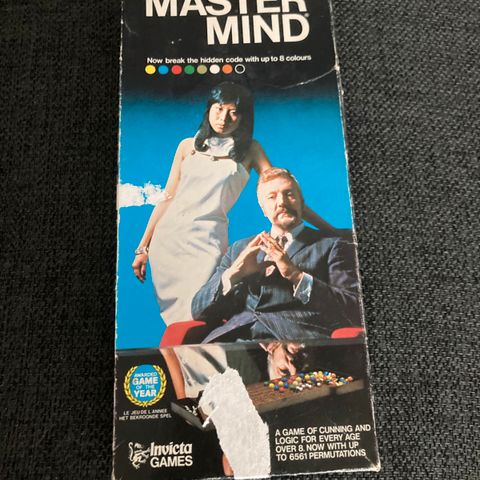 MASTER
MIND®
Now break the hidden code with up to 8 colours
AWARDED
GAME
OF THE
YEAR
LE JEU DE L ANNEE
HET BEKROONDE SPEL
Invicta
GAMES
A GAME OF CUNNING AND
LOGIC FOR EVERY AGE
OVER 8. NOW WITH UP
TO 6561 PERMUTATIONS.